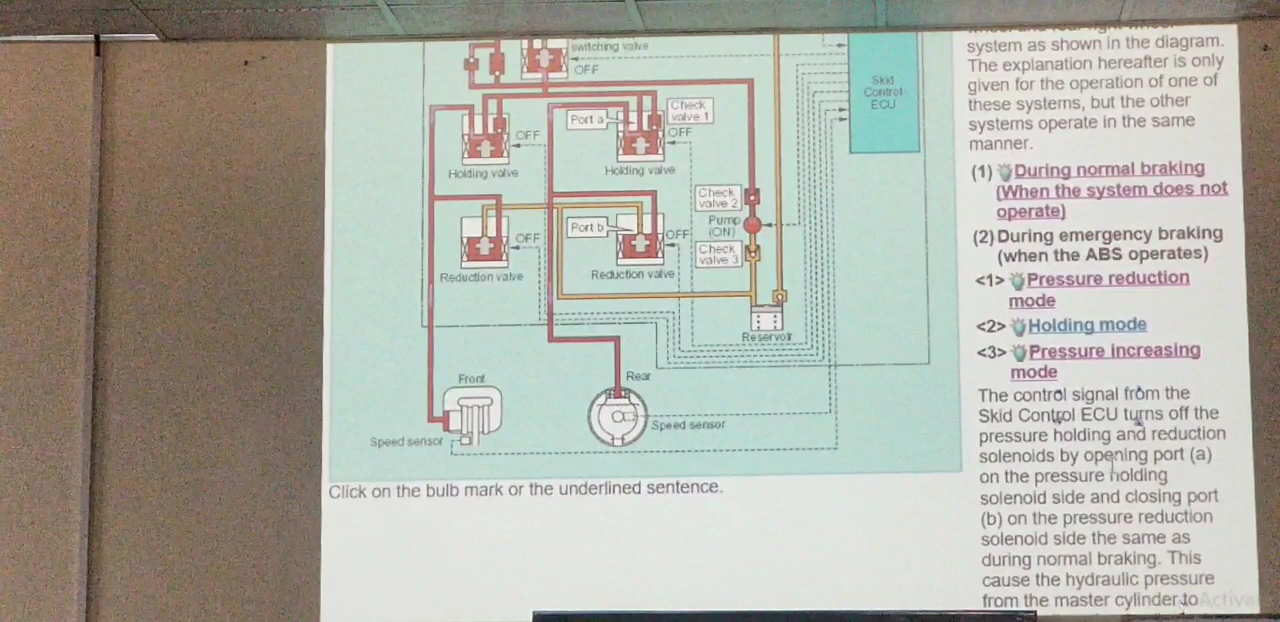 switching valve
OFF
Skid
Control
ECU
Check
valve 1
Port a
OFF
OFF
Holding valve
Holding valve
Check
valve 2
Pump
(ON)
Port b
OFF
OFF
Check
valve 3
Reduction valve
Reduction valve
Reservoir
Front
Rear
Speed sensor
Speed sensor
Click on the bulb mark or the underlined sentence.
system as shown in the diagram.
The explanation hereafter is only
given for the operation of one of
these systems, but the other
systems operate in the same
manner.
(1) During normal braking
(When the system does not
operate)
(2) During emergency braking
(when the ABS operates)
<1> Pressure reduction
mode
<2> Holding mode
<3> Pressure increasing
mode
The control signal from the
Skid Control ECU turns off the
pressure holding and reduction
solenoids by opening port (a)
on the pressure holding
solenoid side and closing port
(b) on the pressure reduction
solenoid side the same as
during normal braking. This
cause the hydraulic pressure
from the master cylinder to